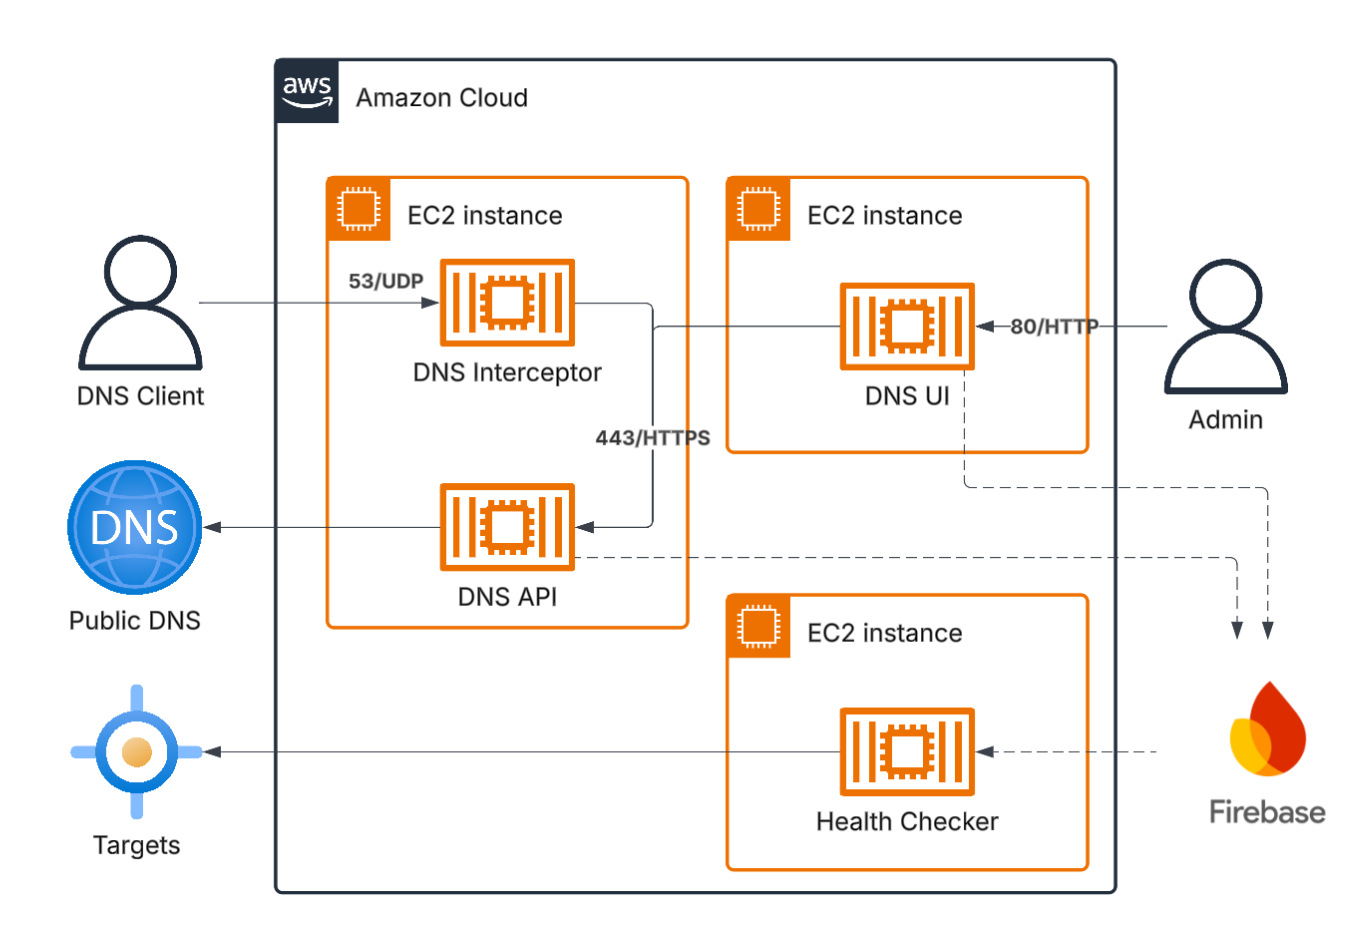 aws
Amazon Cloud
EC2 instance
EC2 instance
53/UDP
80/HTTP
DNS Interceptor
DNS UI
DNS Client
Admin
443/HTTPS
DNS
DNS API
Public DNS
EC2 instance
Health Checker
Firebase
Targets